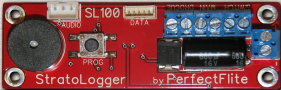 SL100
AUDIO
DATA
PROG
StratoLogger by PerfectFlite